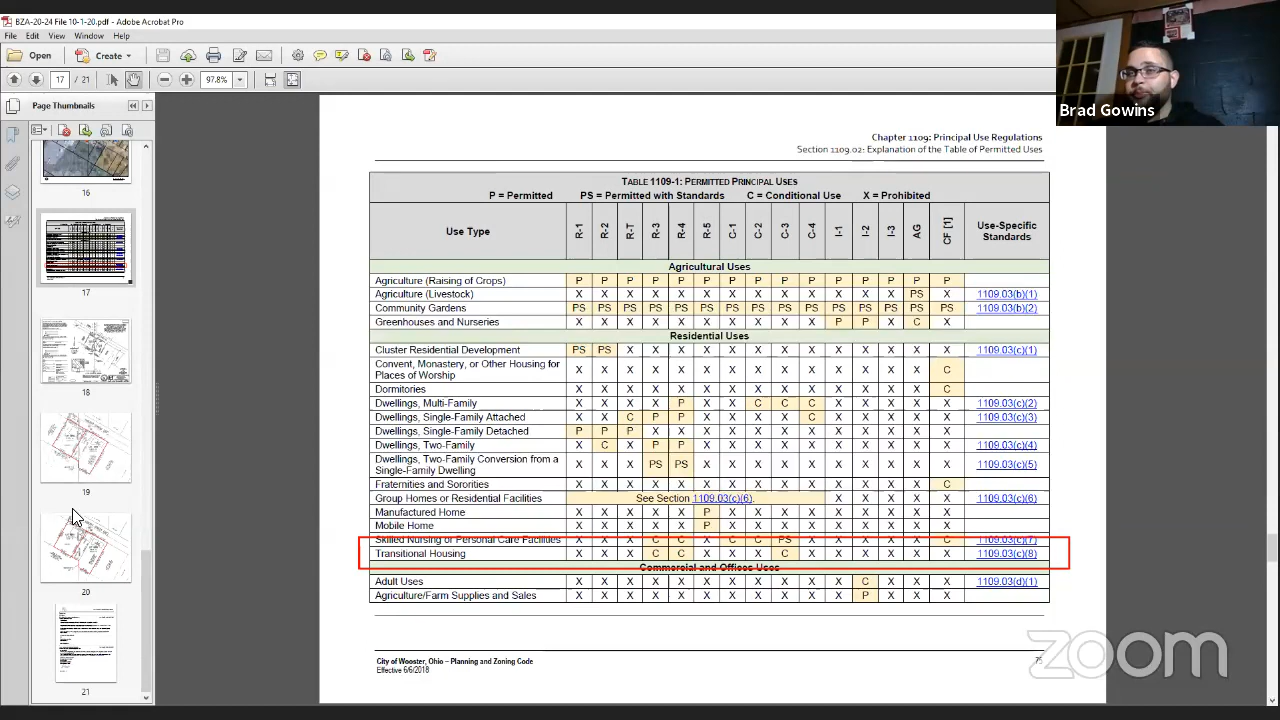 BZA-20-24 File 10-1-20.pdf - Adobe Acrobat Pro
File Edit View Window Help
Open Create
17 / 21 97.8%
Page Thumbnails
16
17
18
19
20
21
Brad Gowins
Chapter 1109: Principal Use Regulations
Section 1109.02: Explanation of the Table of Permitted Uses
TABLE 1109-1: PERMITTED PRINCIPAL USES
P = Permitted PS = Permitted with Standards C = Conditional Use X = Prohibited
Use Type R-1 R-2 R-T R-3 R-4 R-5 C-1 C-2 C-3 C-4 I-1 I-2 I-3 AG CF [1] Use-Specific Standards
Agricultural Uses
Agriculture (Raising of Crops) P P P P P P P P P P P P P P P
Agriculture (Livestock) X X X X X X X X X X X X X PS X 1109.03(b)(1)
Community Gardens PS PS PS PS PS PS PS PS PS PS PS PS PS PS PS 1109.03(b)(2)
Greenhouses and Nurseries X X X X X X X X X X P P X C X
Residential Uses
Cluster Residential Development PS PS X X X X X X X X X X X X X 1109.03(c)(1)
Convent, Monastery, or Other Housing for
Places of Worship X X X X X X X X X X X X X X C
Dormitories X X X X X X X X X X X X X X C
Dwellings, Multi-Family X X X X P X X C C C X X X X X 1109.03(c)(2)
Dwellings, Single-Family Attached X X C P P X X X X C X X X X X 1109.03(c)(3)
Dwellings, Single-Family Detached P P P X X X X X X X X X X X X
Dwellings, Two-Family X C X P P X X X X X X X X X X 1109.03(c)(4)
Dwellings, Two-Family Conversion from a
Single-Family Dwelling X X X PS PS X X X X X X X X X X 1109.03(c)(5)
Fraternities and Sororities X X X X X X X X X X X X X X C
Group Homes or Residential Facilities See Section 1109.03(c)(6). X X X X X 1109.03(c)(6)
Manufactured Home X X X X X P X X X X X X X X X
Mobile Home X X X X X P X X X X X X X X X
Skilled Nursing or Personal Care Facilities X X X C C X C C PS X X X X X C 1109.03(c)(7)
Transitional Housing X X X C C X X X C X X X X X X 1109.03(c)(8)
Commercial and Offices Uses
Adult Uses X X X X X X X X X X X C X X X 1109.03(d)(1)
Agriculture/Farm Supplies and Sales X X X X X X X X X X X P X X X
City of Wooster, Ohio – Planning and Zoning Code
Effective 6/6/2018
zoom